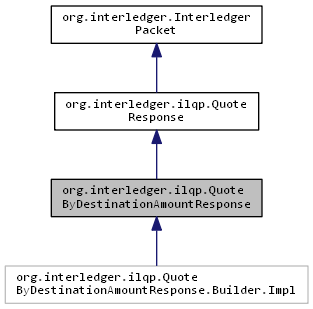 org.interledger.Interledger
Packet
org.interledger.ilqp.Quote
Response
org.interledger.ilqp.Quote
ByDestinationAmountResponse
org.interledger.ilqp.Quote
ByDestinationAmountResponse.Builder.Impl